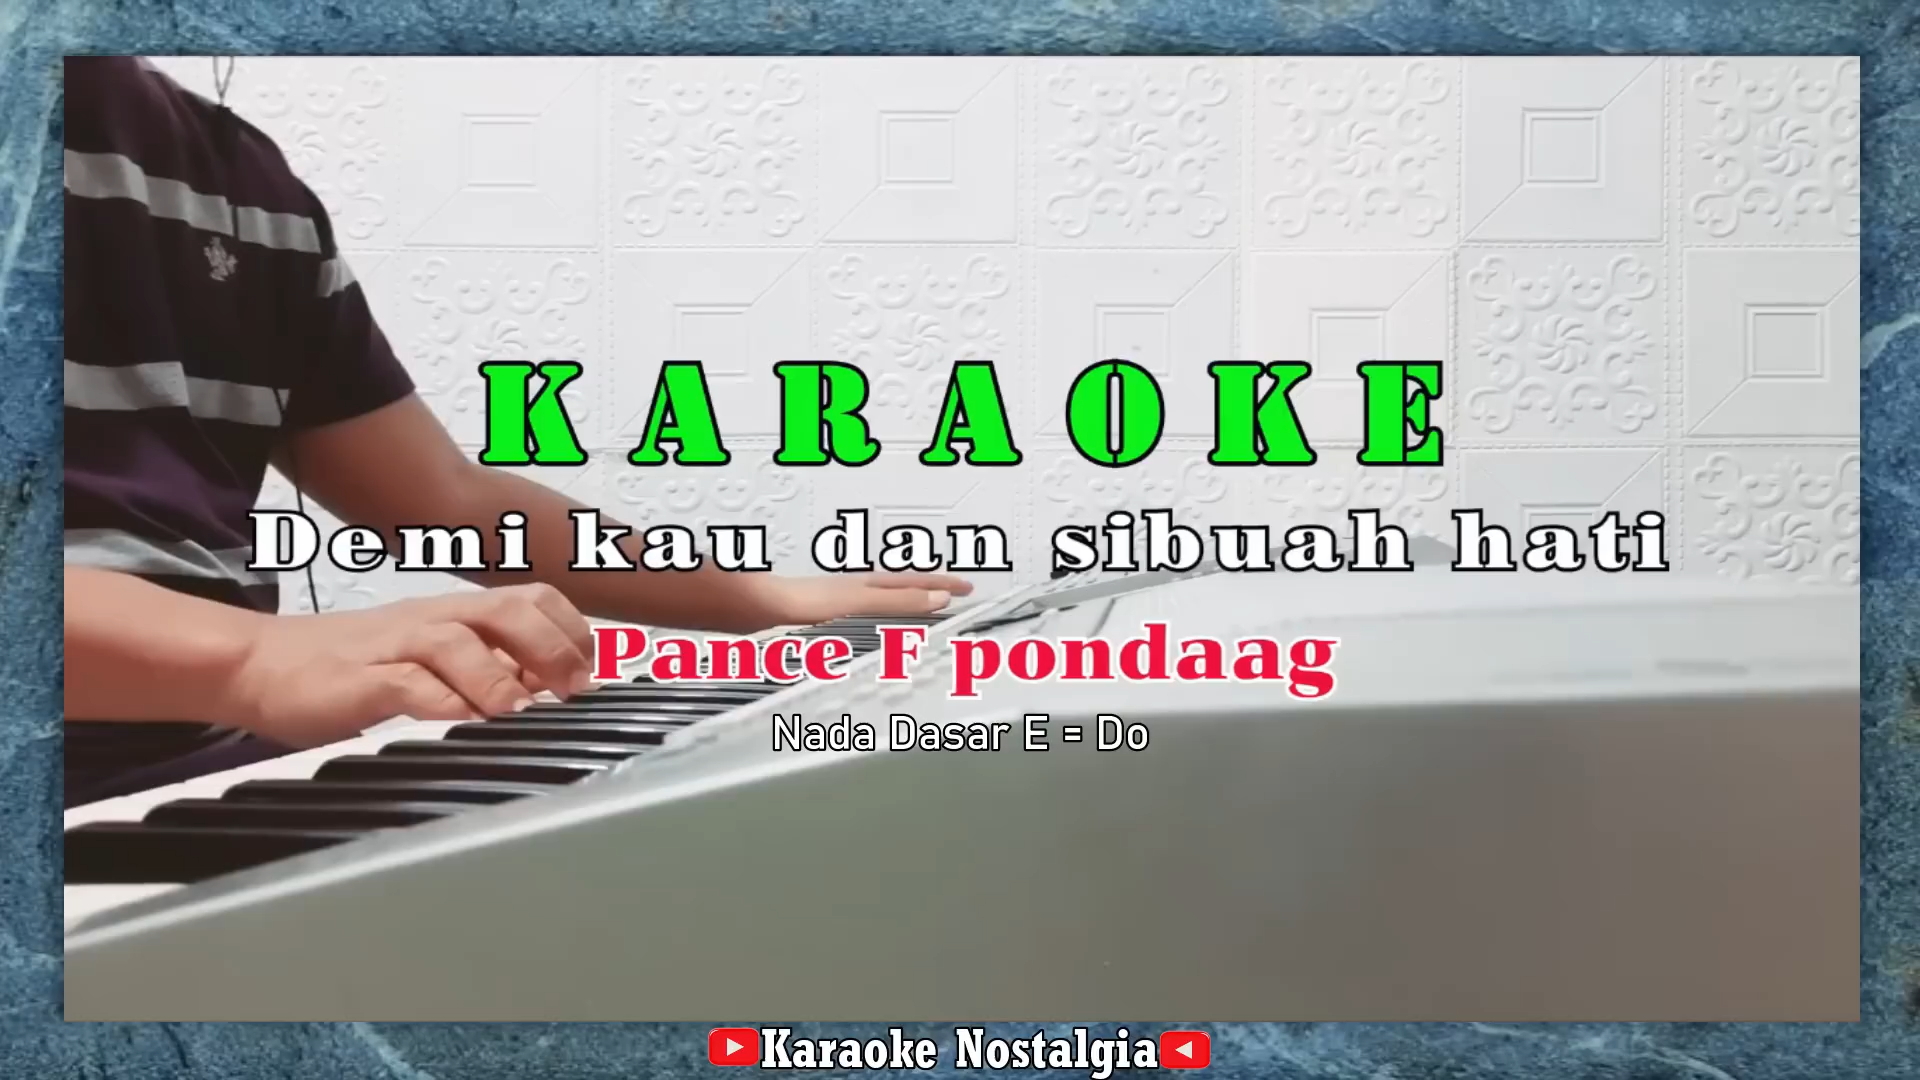 KARAOKE
Demi kau dan sibuah hati
Pance F pondaag
Nada Dasar E = Do
Karaoke Nostalgia